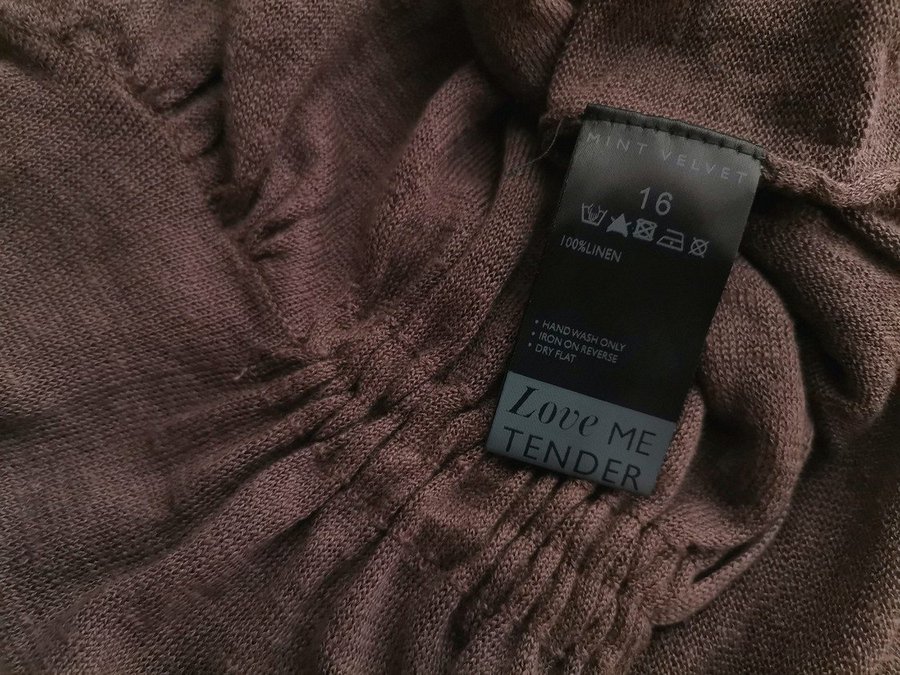 MINT VELVET
16
100%LINEN
• HAND WASH ONLY
• IRON ON REVERSE
• DRY FLAT
Love ME
TENDER